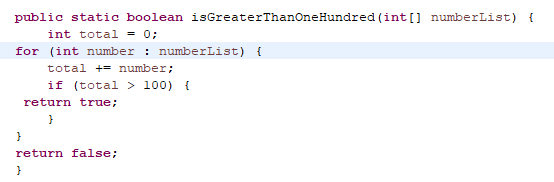 public static boolean isGreaterThanOneHundred(int[] numberList) {
    int total = 0;
for (int number : numberList) {
    total += number;
    if (total > 100) {
 return true;
    }
}
return false;
}